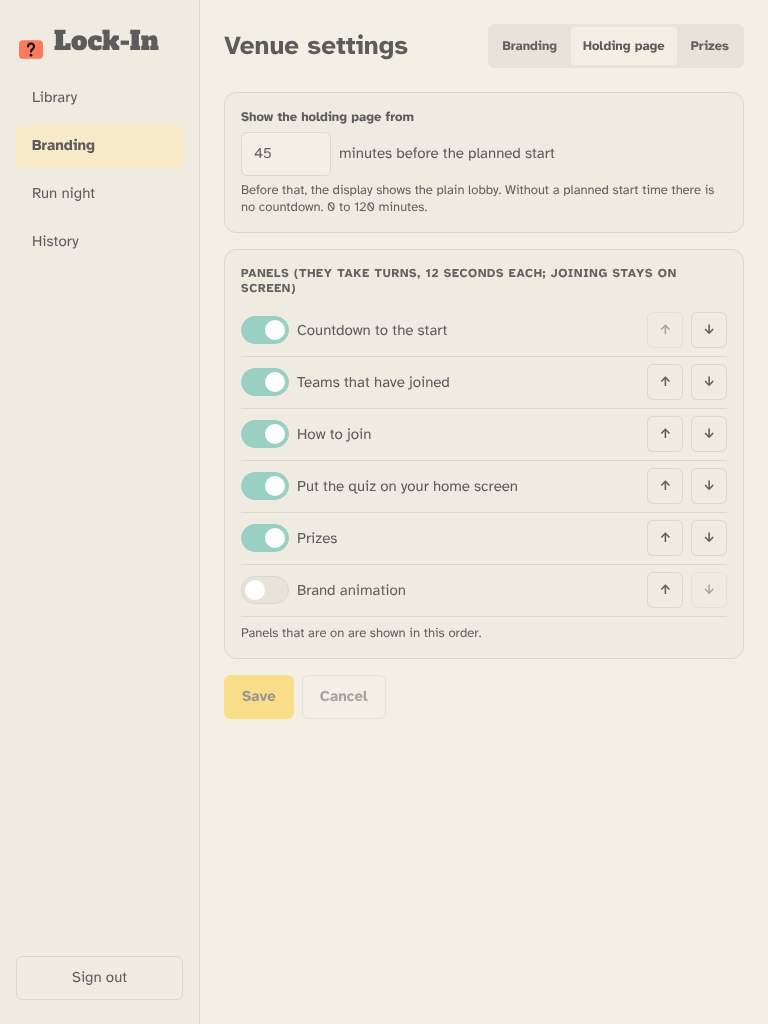 ? Lock-In
Library
Branding
Run night
History
Sign out
Venue settings
Branding
Holding page
Prizes
Show the holding page from
45 minutes before the planned start
Before that, the display shows the plain lobby. Without a planned start time there is
no countdown. 0 to 120 minutes.
PANELS (THEY TAKE TURNS, 12 SECONDS EACH; JOINING STAYS ON
SCREEN)
Countdown to the start ↑ ↓
Teams that have joined ↑ ↓
How to join ↑ ↓
Put the quiz on your home screen ↑ ↓
Prizes ↑ ↓
Brand animation ↑ ↓
Panels that are on are shown in this order.
Save
Cancel